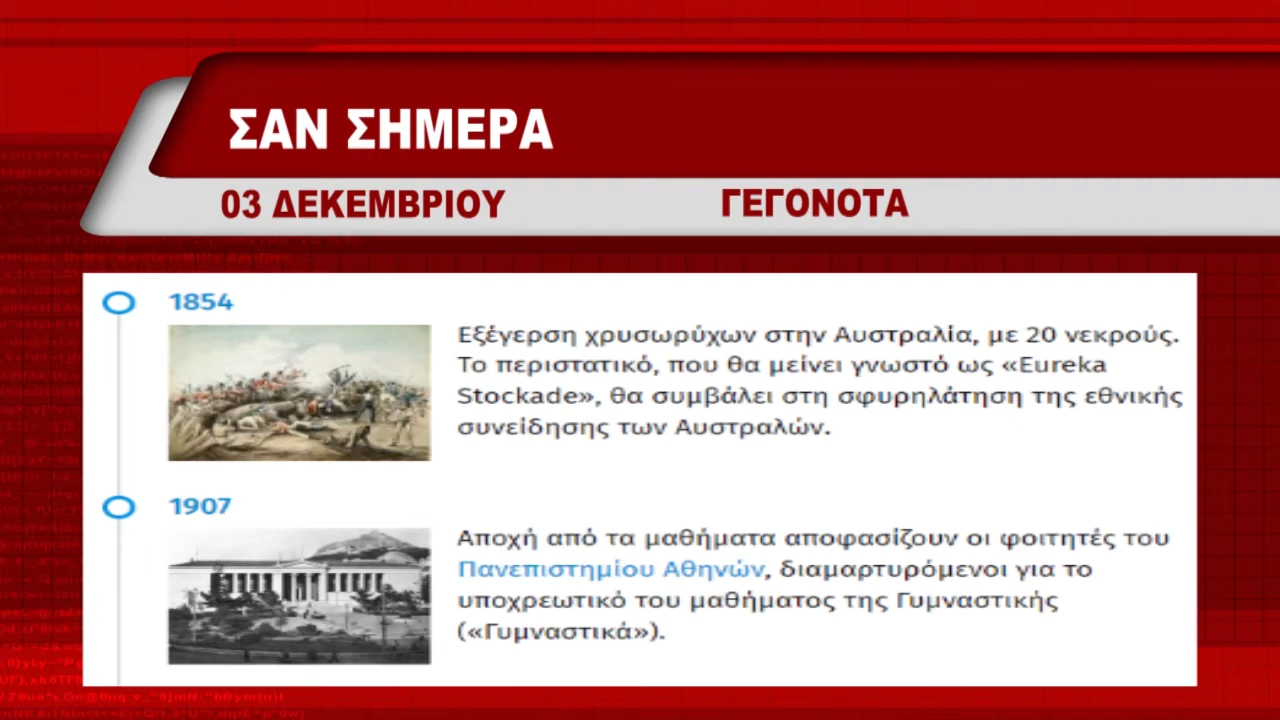 ΣΑΝ ΣΗΜΕΡΑ
03 ΔΕΚΕΜΒΡΙΟΥ
ΓΕΓΟΝΟΤΑ
1854
Εξέγερση χρυσωρύχων στην Αυστραλία, με 20 νεκρούς.
Το περιστατικό, που θα μείνει γνωστό ως «Eureka
Stockade», θα συμβάλει στη σφυρηλάτηση της εθνικής
συνείδησης των Αυστραλών.
1907
Αποχή από τα μαθήματα αποφασίζουν οι φοιτητές του
Πανεπιστημίου Αθηνών, διαμαρτυρόμενοι για το
υποχρεωτικό του μαθήματος της Γυμναστικής
(«Γυμναστικά»).